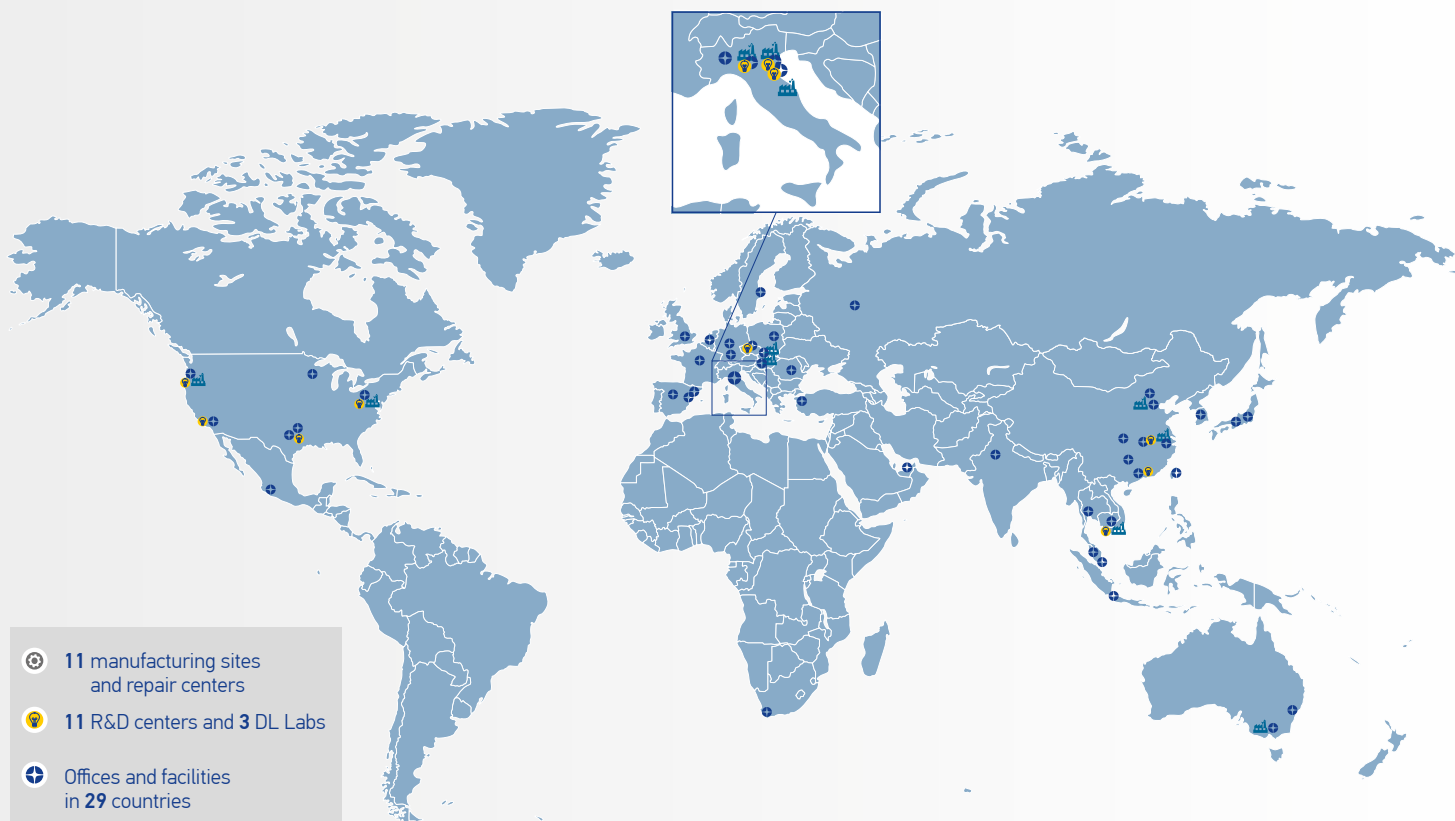 11 manufacturing sites
and repair centers
11 R&D centers and 3 DL Labs
Offices and facilities
in 29 countries